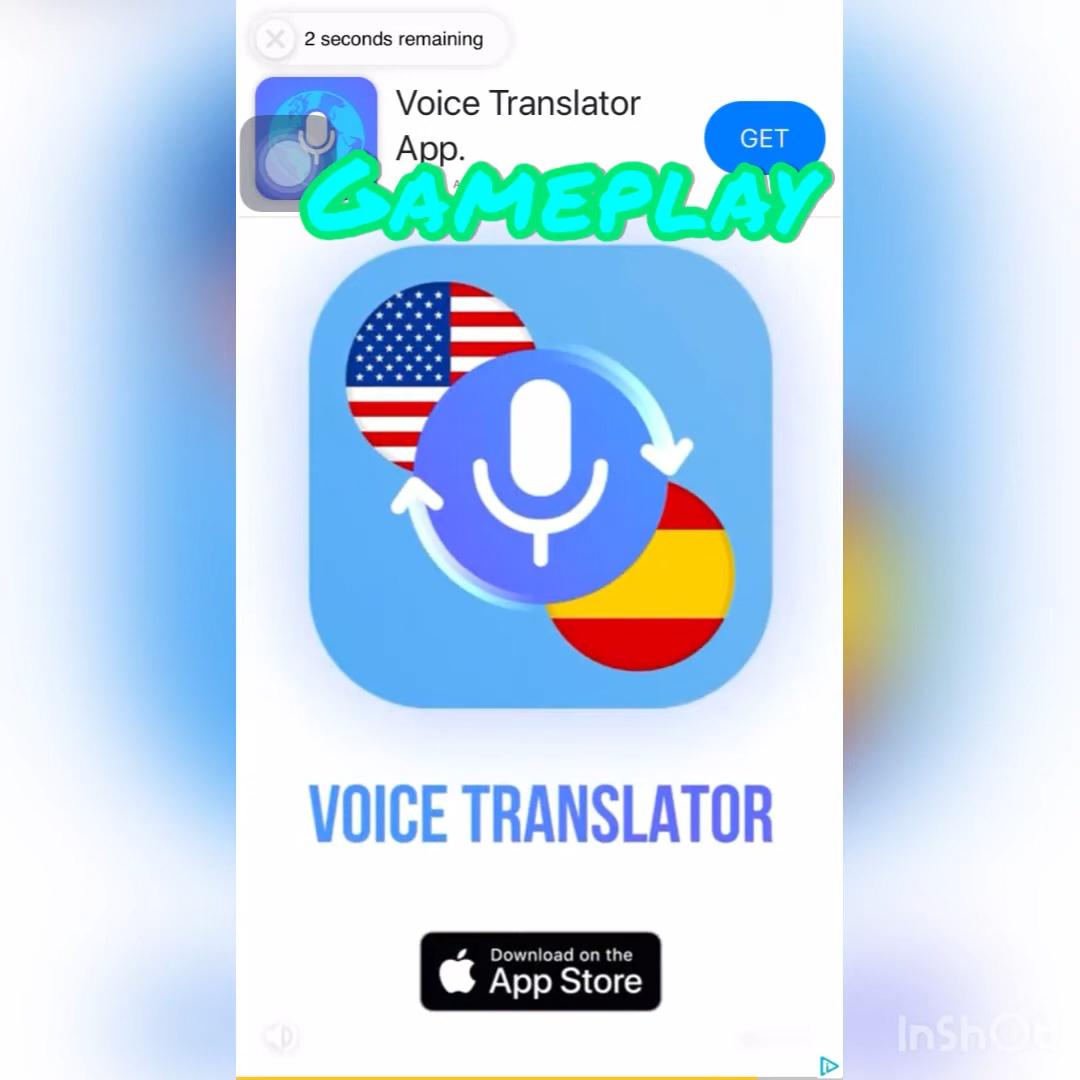 2 seconds remaining
Voice Translator
App.
GET
GAMEPLAY
VOICE TRANSLATOR
Download on the
App Store
InShOt